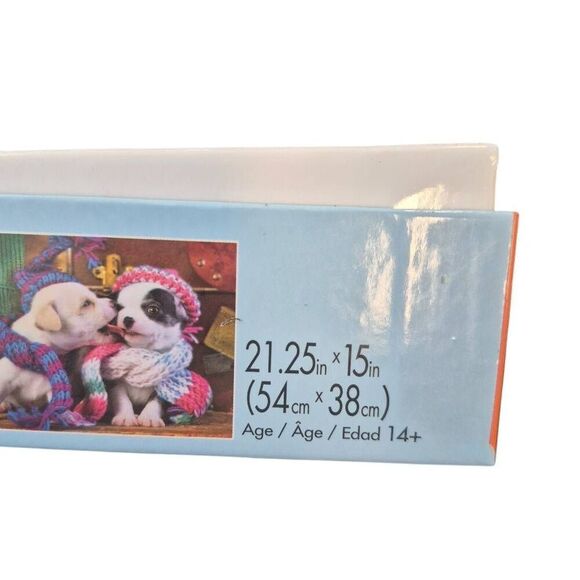 21.25in x 15in
(54cm x 38cm)
Age / Âge / Edad 14+